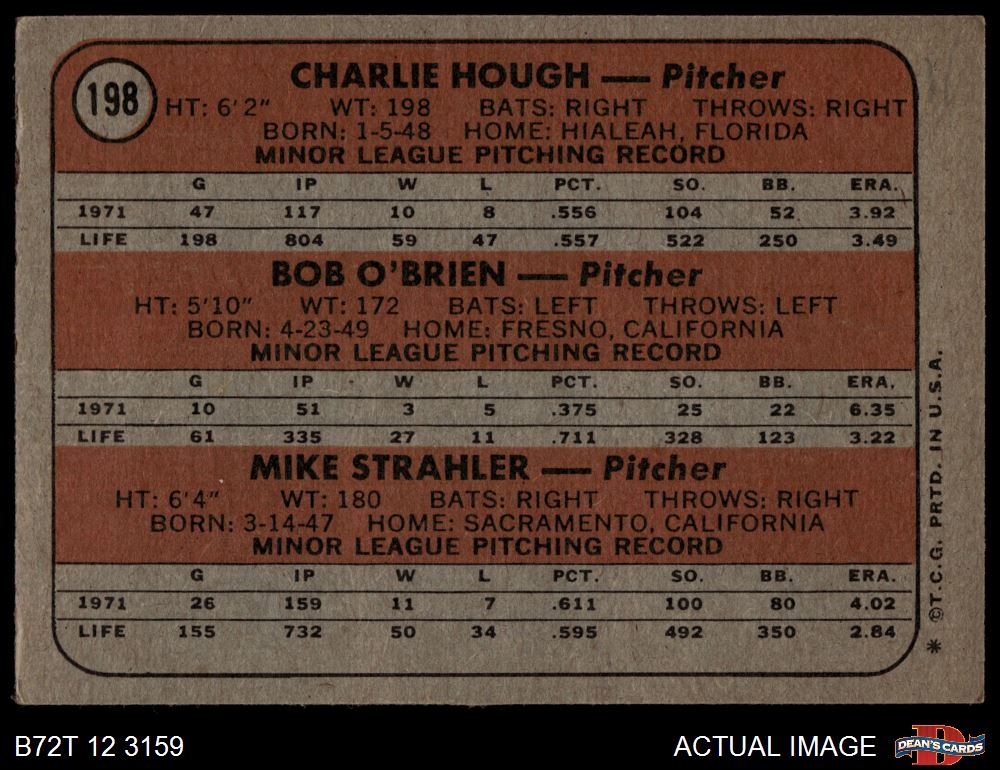 198
CHARLIE HOUGH — Pitcher
HT: 6'2" WT: 198 BATS: RIGHT THROWS: RIGHT
BORN: 1-5-48 HOME: HIALEAH, FLORIDA
MINOR LEAGUE PITCHING RECORD
G IP W L PCT. SO. BB. ERA.
1971 47 117 10 8 .556 104 52 3.92
LIFE 198 804 59 47 .557 522 250 3.49
BOB O'BRIEN — Pitcher
HT: 5'10" WT: 172 BATS: LEFT THROWS: LEFT
BORN: 4-23-49 HOME: FRESNO, CALIFORNIA
MINOR LEAGUE PITCHING RECORD
G IP W L PCT. SO. BB. ERA.
1971 10 51 3 5 .375 25 22 6.35
LIFE 61 335 27 11 .711 328 123 3.22
MIKE STRAHLER — Pitcher
HT: 6'4" WT: 180 BATS: RIGHT THROWS: RIGHT
BORN: 3-14-47 HOME: SACRAMENTO, CALIFORNIA
MINOR LEAGUE PITCHING RECORD
G IP W L PCT. SO. BB. ERA.
1971 26 159 11 7 .611 100 80 4.02
LIFE 155 732 50 34 .595 492 350 2.84
* ©T.C.G. PRTD. IN U.S.A.
B72T 12 3159
ACTUAL IMAGE
D
DEAN'S CARDS